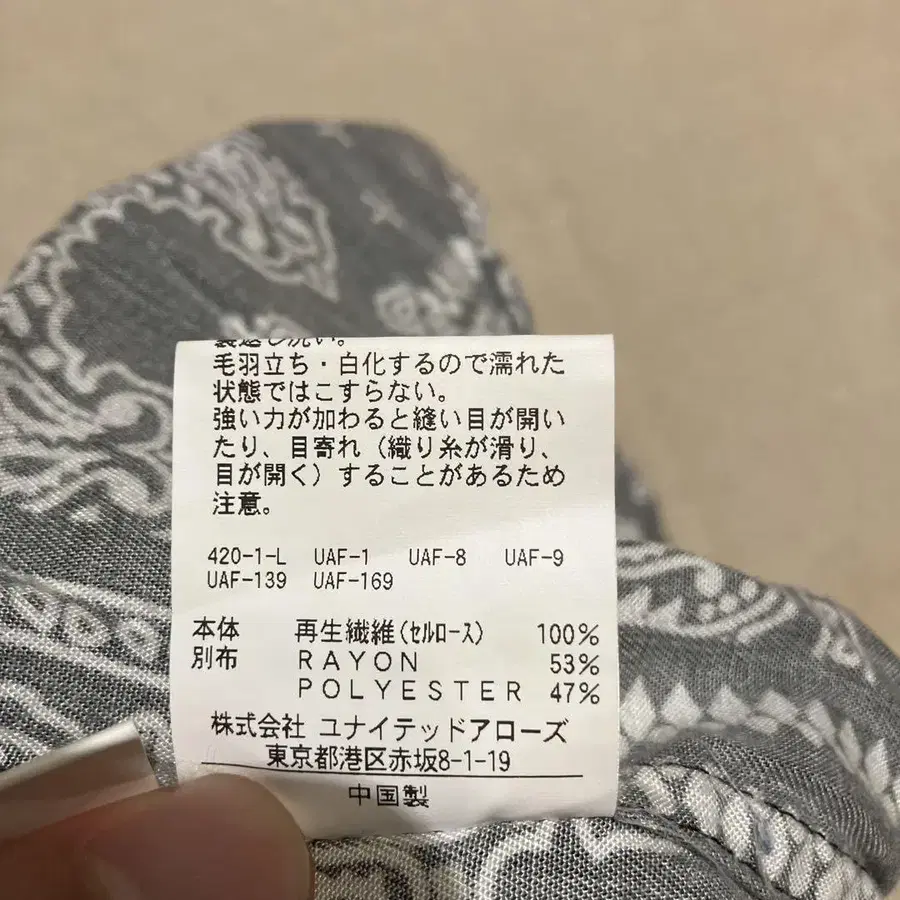 裏返し洗い。
毛羽立ち・白化するので濡れた
状態ではこすらない。
強い力が加わると縫い目が開い
たり、目寄れ（織り糸が滑り、
目が開く）することがあるため
注意。
420-1-L UAF-1 UAF-8 UAF-9
UAF-139 UAF-169
本体 再生繊維(ｾﾙﾛｰｽ) 100%
別布 RAYON 53%
POLYESTER 47%
株式会社 ユナイテッドアローズ
東京都港区赤坂8-1-19
中国製